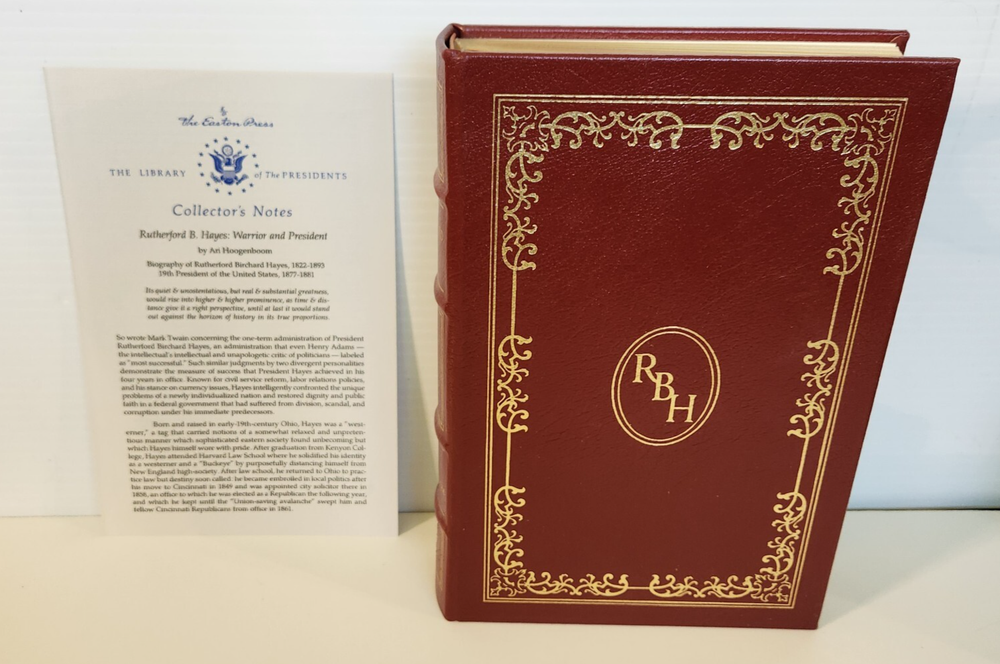 The Easton Press
THE LIBRARY of The PRESIDENTS
Collector's Notes
Rutherford B. Hayes: Warrior and President
by Ari Hoogenboom
Biography of Rutherford Birchard Hayes, 1822-1893
19th President of the United States, 1877-1881
Its quiet & unostentatious, but real & substantial greatness,
would rise into higher & higher prominence, as time & dis-
tance give it a right perspective, until at last it would stand
out against the horizon of history in its true proportions.
So wrote Mark Twain concerning the one-term administration of President
Rutherford Birchard Hayes, an administration that even Henry Adams —
the intellectual's intellectual and unapologetic critic of politicians — labeled
as "most successful." Such similar judgments by two divergent personalities
demonstrate the measure of success that President Hayes achieved in his
four years in office. Known for civil service reform, labor relations policies,
and his stance on currency issues, Hayes intelligently confronted the unique
problems of a newly individualized nation and restored dignity and public
faith in a federal government that had suffered from division, scandal, and
corruption under his immediate predecessors.
Born and raised in early-19th-century Ohio, Hayes was a "west-
erner," a tag that carried notions of a somewhat relaxed and unpreten-
tious manner which sophisticated eastern society found unbecoming but
which Hayes himself wore with pride. After graduation from Kenyon Col-
lege, Hayes attended Harvard Law School where he solidified his identity
as a westerner and a "Buckeye" by purposefully distancing himself from
New England high-society. After law school, he returned to Ohio to prac-
tice law but destiny soon called: he became embroiled in local politics after
his move to Cincinnati in 1849 and was appointed city solicitor there in
1858, an office to which he was elected as a Republican the following year,
and which he kept until the "Union-saving avalanche" swept him and
fellow Cincinnati Republicans from office in 1861.
RBH